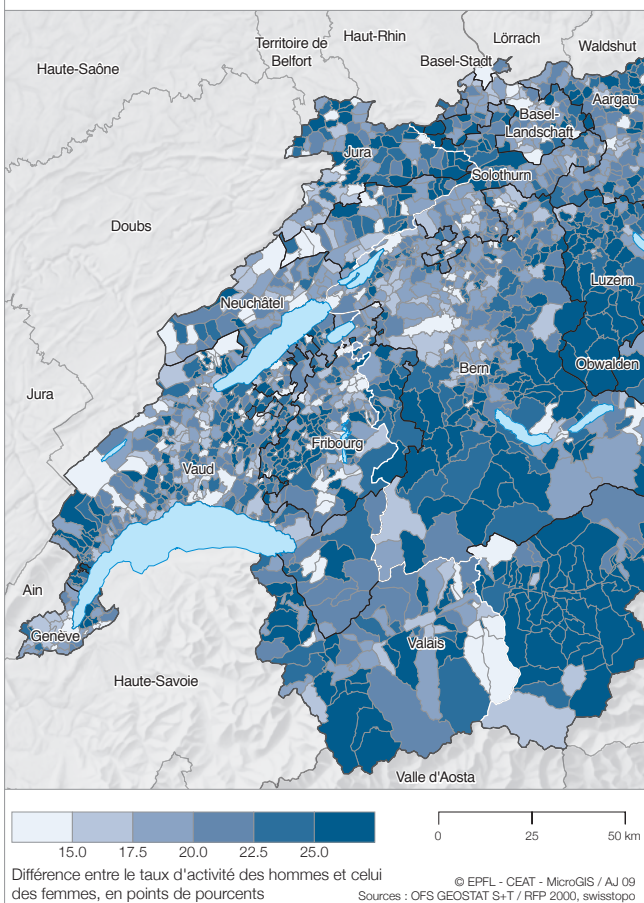 Haut-Rhin
Lörrach
Waldshut
Territoire de
Belfort
Basel-Stadt
Haute-Saône
Aargau
Basel-
Landschaft
Jura
Solothurn
Doubs
Luzern
Neuchâtel
Bern
Obwalden
Jura
Fribourg
Vaud
Ain
Genève
Valais
Haute-Savoie
Valle d'Aosta
15.0 17.5 20.0 22.5 25.0
0 25 50 km
Différence entre le taux d'activité des hommes et celui
des femmes, en points de pourcents
© EPFL - CEAT - MicroGIS / AJ 09
Sources : OFS GEOSTAT S+T / RFP 2000, swisstopo